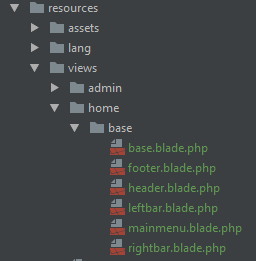 resources
assets
lang
views
admin
home
base
base.blade.php
footer.blade.php
header.blade.php
leftbar.blade.php
mainmenu.blade.php
rightbar.blade.php